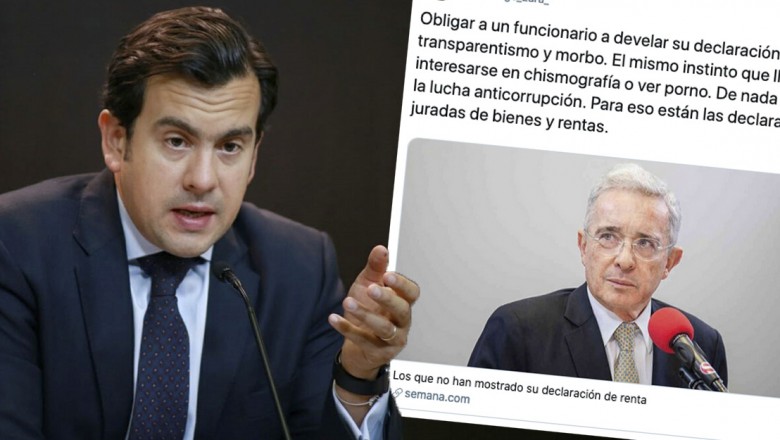 Obligar a un funcionario a develar su declaración
transparentismo y morbo. El mismo instinto que
interesarse en chismografía o ver porno. De nada
la lucha anticorrupción. Para eso están las
juradas de bienes y rentas.
Los que no han mostrado su declaración de renta
semana.com